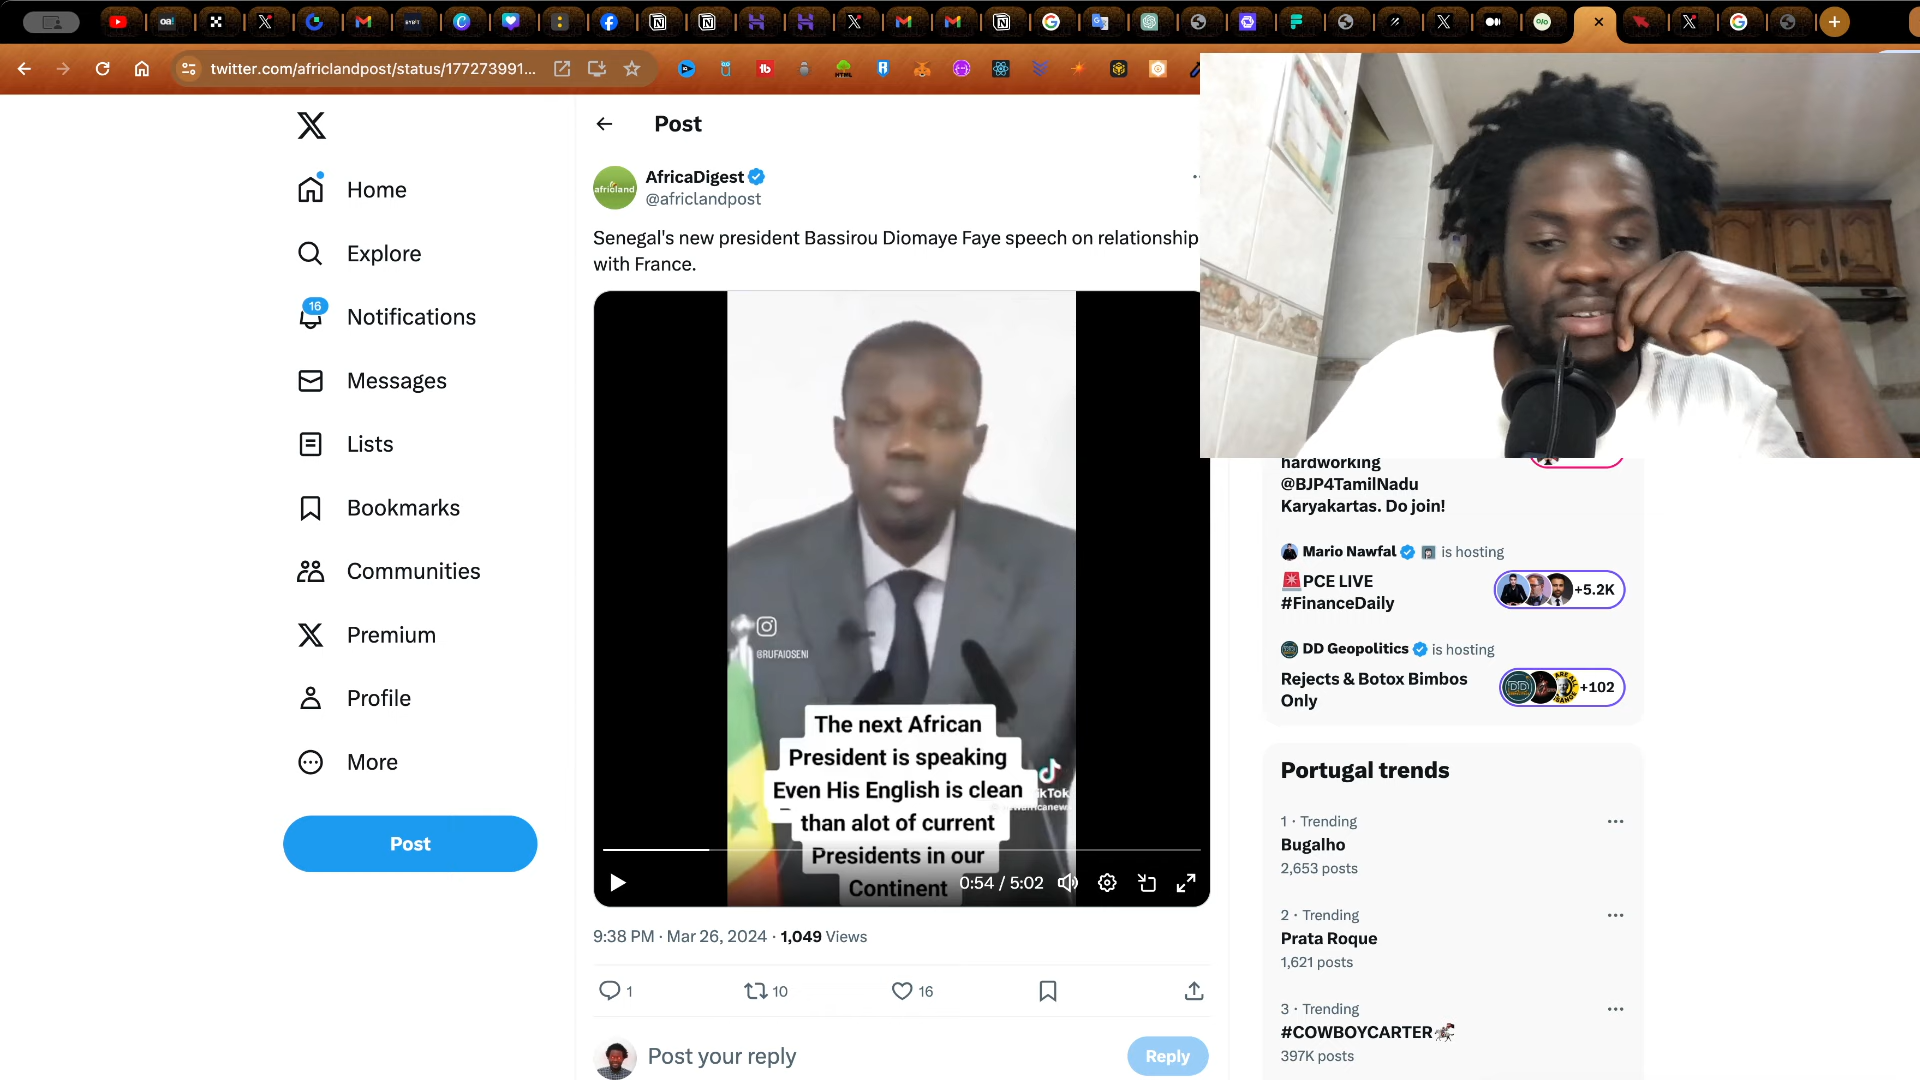 twitter.com/africlandpost/status/177273991...
Home
Explore
16
Notifications
Messages
Lists
Bookmarks
Communities
Premium
Profile
More
Post
Post
africland
AfricaDigest
@africlandpost
Senegal's new president Bassirou Diomaye Faye speech on relationship
with France.
@RUFAIOSENI
The next African
President is speaking
Even His English is clean
than alot of current
Presidents in our
Continent
0:54 / 5:02
9:38 PM · Mar 26, 2024 · 1,049 Views
1
10
16
Post your reply
Reply
hardworking
@BJP4TamilNadu
Karyakartas. Do join!
Mario Nawfal is hosting
🚨PCE LIVE
#FinanceDaily
+5.2K
DD Geopolitics is hosting
Rejects & Botox Bimbos
Only
+102
Portugal trends
1 · Trending
Bugalho
2,653 posts
2 · Trending
Prata Roque
1,621 posts
3 · Trending
#COWBOYCARTER
397K posts